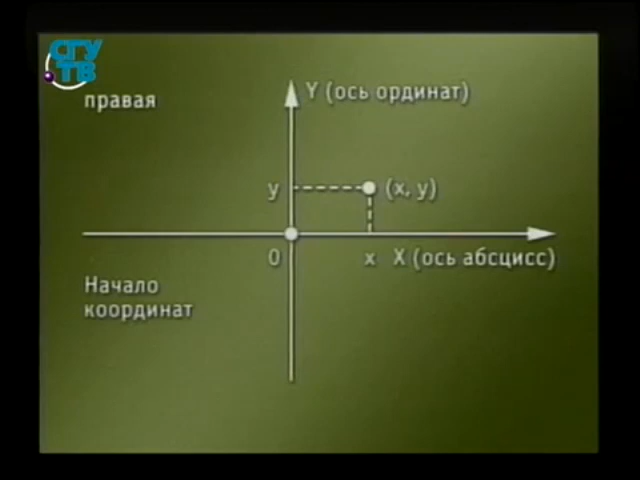 СГУ
ТВ
правая
Y (ось ординат)
y
(x, y)
0
x
X (ось абсцисс)
Начало
координат